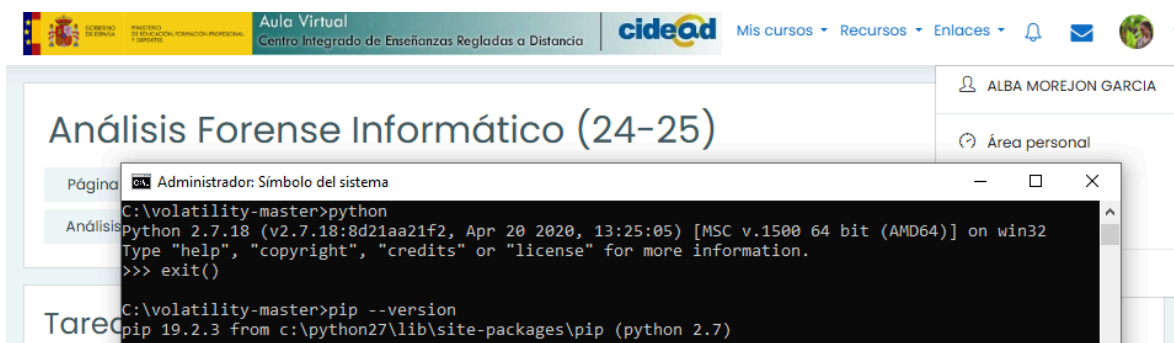 GOBIERNO DE ESPAÑA
MINISTERIO DE EDUCACIÓN, FORMACIÓN PROFESIONAL Y DEPORTES
Aula Virtual
Centro Integrado de Enseñanzas Regladas a Distancia
cidead
Mis cursos
Recursos
Enlaces
ALBA MOREJON GARCIA
Análisis Forense Informático (24-25)
Área personal
Página
Administrador: Símbolo del sistema
C:\volatility-master>python
Análisis
Python 2.7.18 (v2.7.18:8d21aa21f2, Apr 20 2020, 13:25:05) [MSC v.1500 64 bit (AMD64)] on win32
Type "help", "copyright", "credits" or "license" for more information.
>>> exit()
C:\volatility-master>pip --version
Tarec
pip 19.2.3 from c:\python27\lib\site-packages\pip (python 2.7)